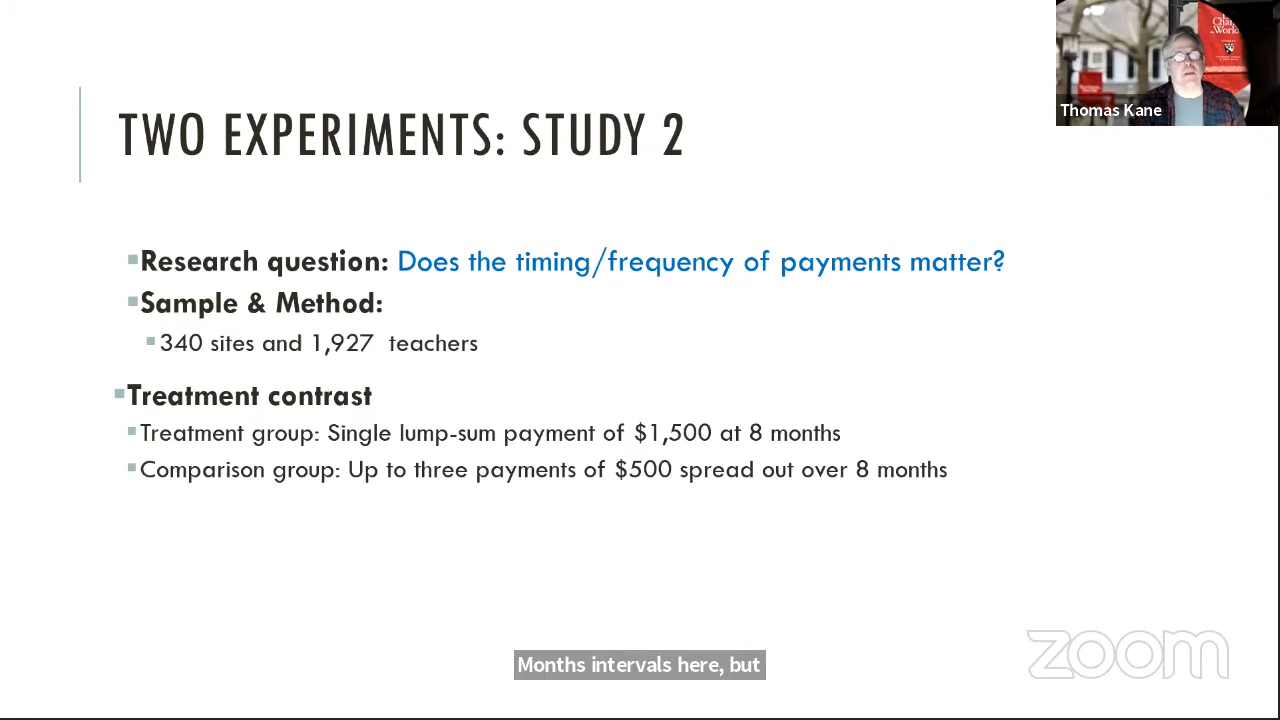 TWO EXPERIMENTS: STUDY 2
Research question: Does the timing/frequency of payments matter?
Sample & Method:
340 sites and 1,927 teachers
Treatment contrast
Treatment group: Single lump-sum payment of $1,500 at 8 months
Comparison group: Up to three payments of $500 spread out over 8 months
Thomas Kane
Months intervals here, but
zoom